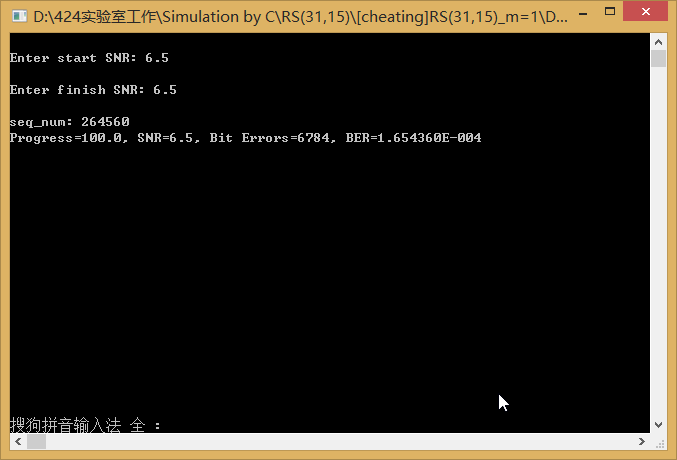 D:\424实验室工作\Simulation by C\RS(31,15)\[cheating]RS(31,15)_m=1\D...
Enter start SNR: 6.5
Enter finish SNR: 6.5
seq_num: 264560
Progress=100.0, SNR=6.5, Bit Errors=6784, BER=1.654360E-004
搜狗拼音输入法 全 :